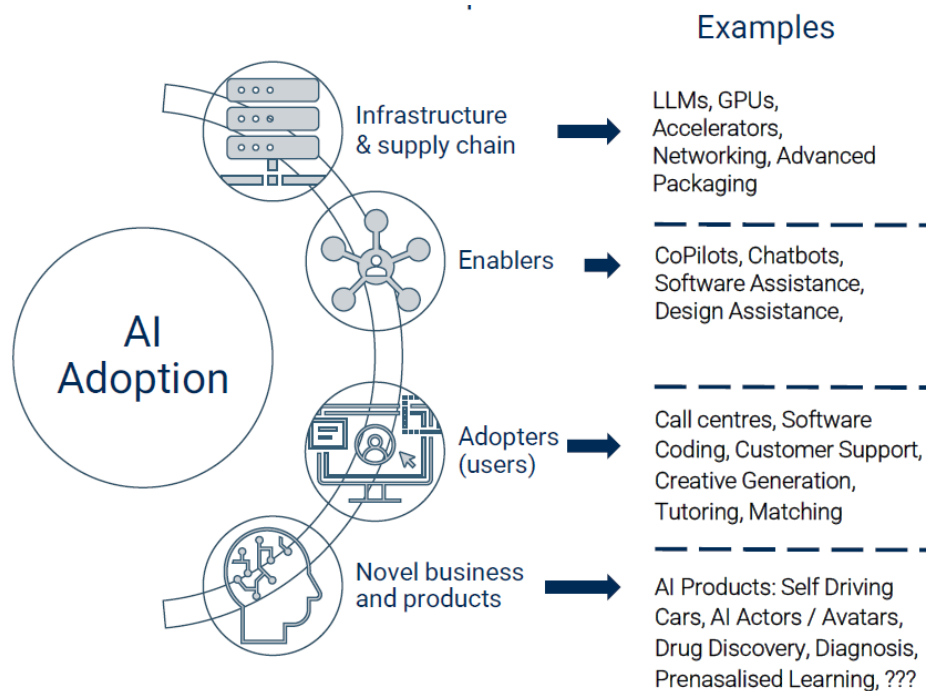 Examples
AI
Adoption
Infrastructure
& supply chain
LLMs, GPUs,
Accelerators,
Networking, Advanced
Packaging
Enablers
CoPilots, Chatbots,
Software Assistance,
Design Assistance,
Adopters
(users)
Call centres, Software
Coding, Customer Support,
Creative Generation,
Tutoring, Matching
Novel business
and products
AI Products: Self Driving
Cars, AI Actors / Avatars,
Drug Discovery, Diagnosis,
Prenasalised Learning, ???